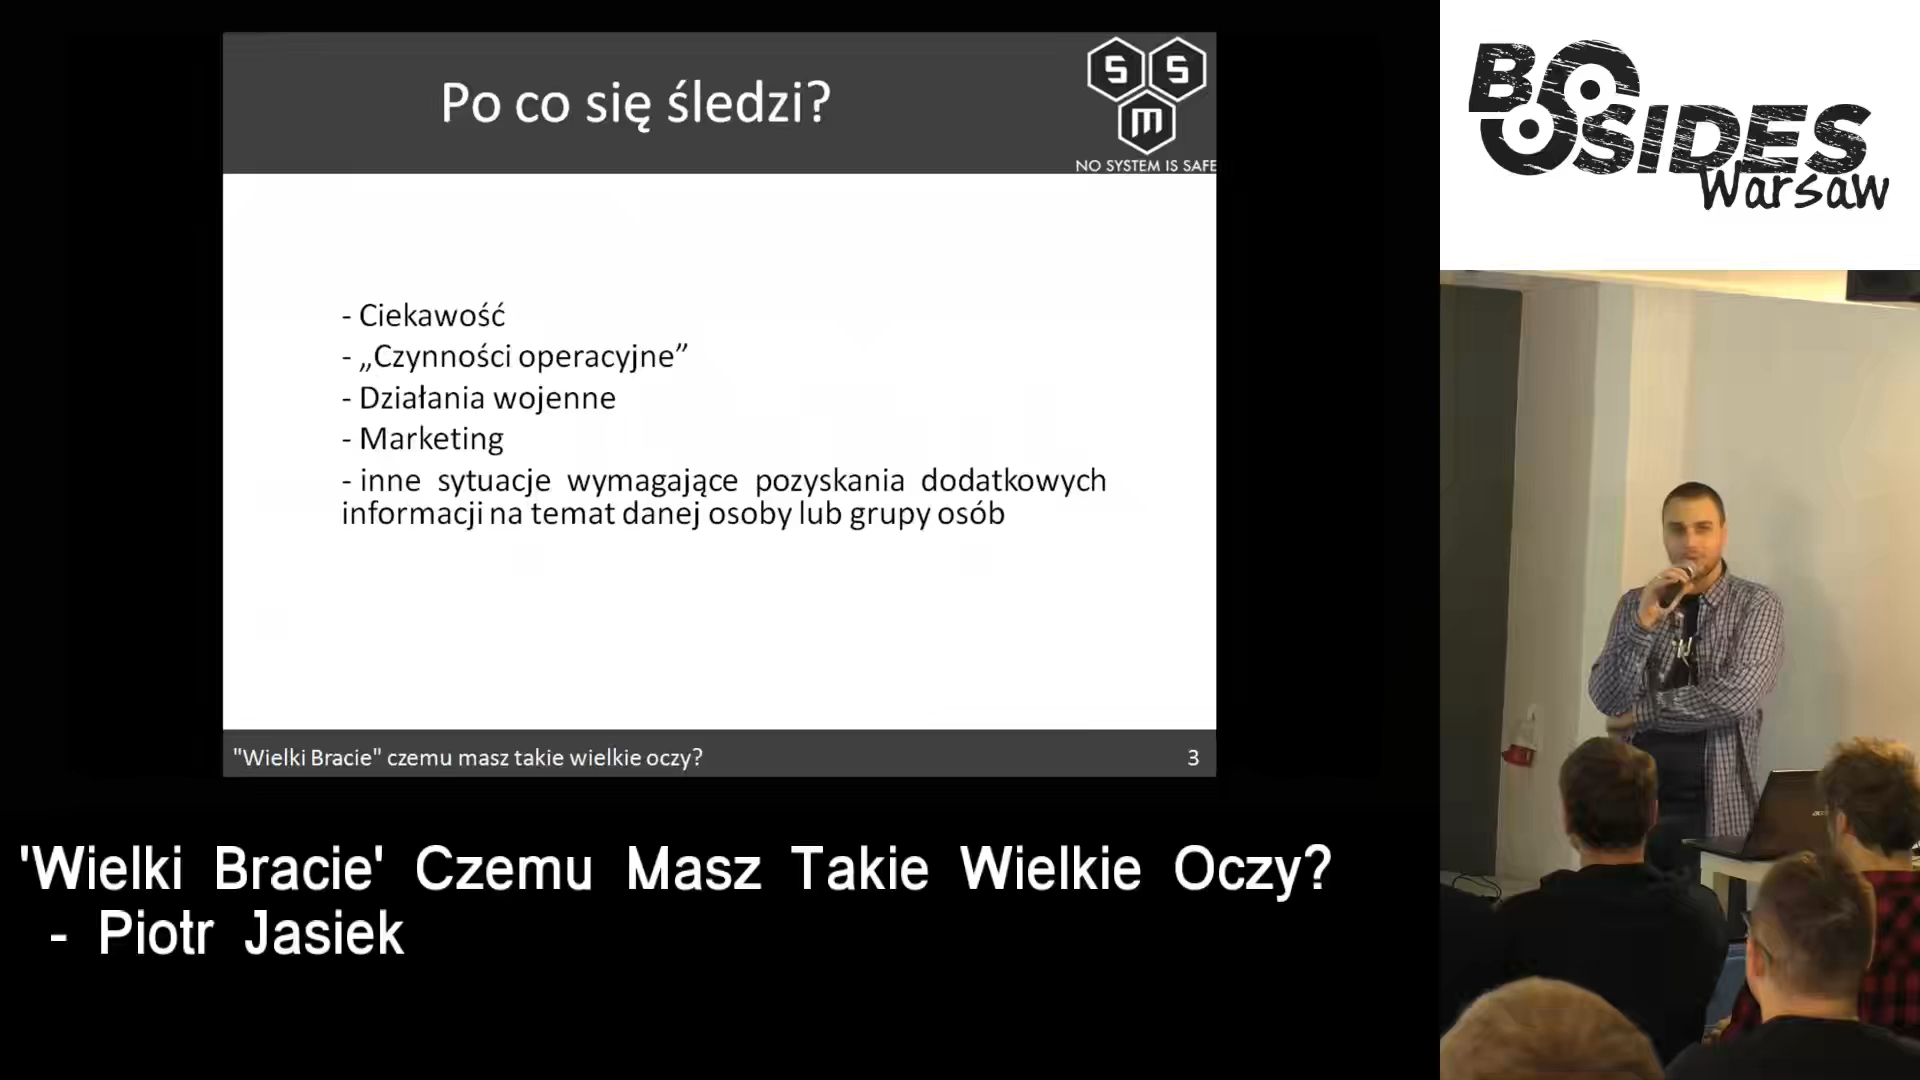 Po co się śledzi?
S S
m
NO SYSTEM IS SAFE
- Ciekawość
- „Czynności operacyjne”
- Działania wojenne
- Marketing
- inne sytuacje wymagające pozyskania dodatkowych
informacji na temat danej osoby lub grupy osób
"Wielki Bracie" czemu masz takie wielkie oczy?
3
BSIDES
Warsaw
acer
'Wielki Bracie' Czemu Masz Takie Wielkie Oczy?
- Piotr Jasiek